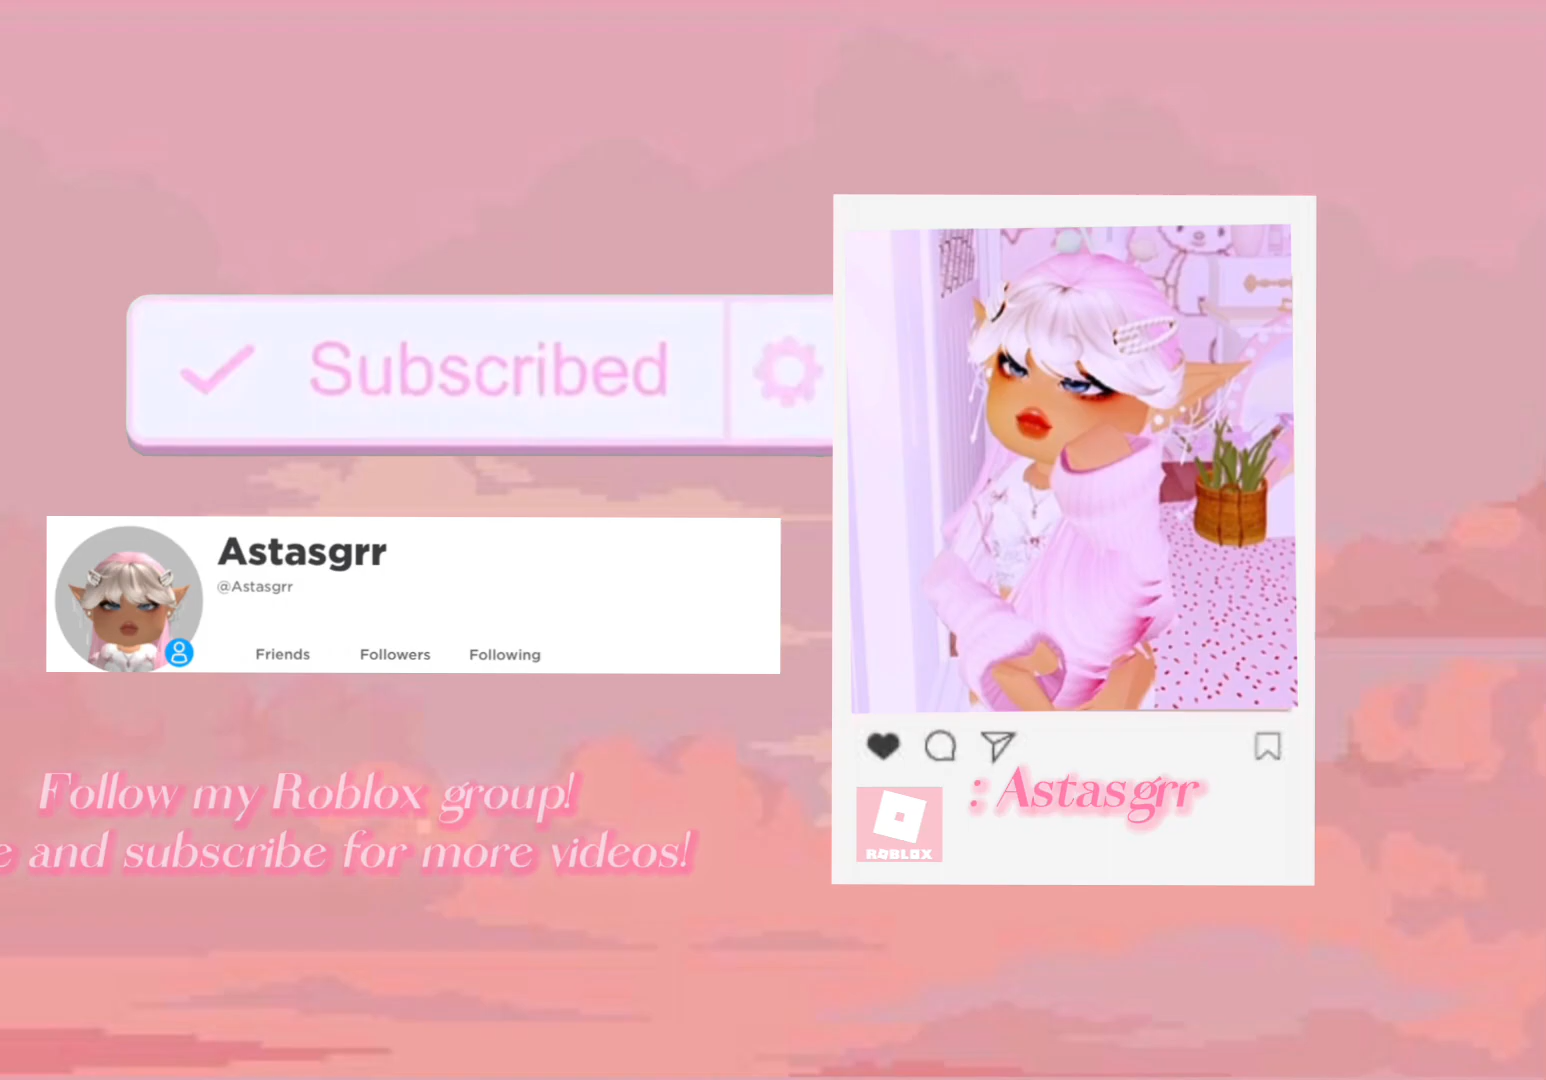 Subscribed
Astasgrr
@Astasgrr
Friends Followers Following
Follow my Roblox group!
and subscribe for more videos!
: Astasgrr
ROBLOX